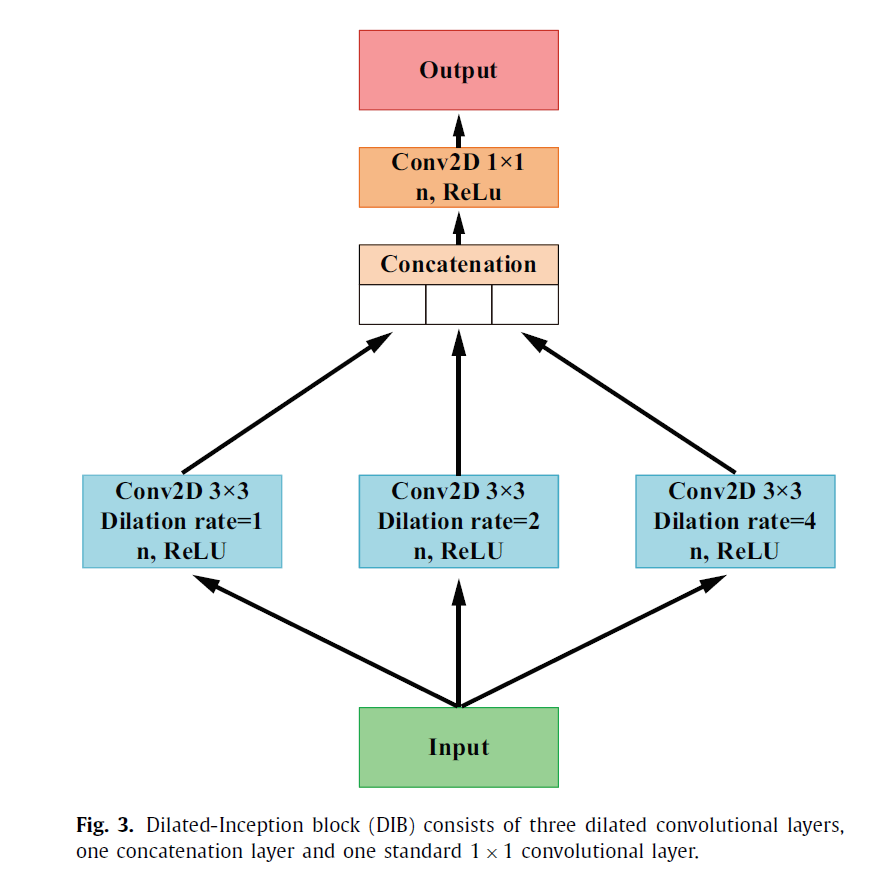 Output
Conv2D 1×1
n, ReLu
Concatenation
Conv2D 3×3
Dilation rate=1
n, ReLU
Conv2D 3×3
Dilation rate=2
n, ReLU
Conv2D 3×3
Dilation rate=4
n, ReLU
Input
Fig. 3. Dilated-Inception block (DIB) consists of three dilated convolutional layers,
one concatenation layer and one standard 1 × 1 convolutional layer.